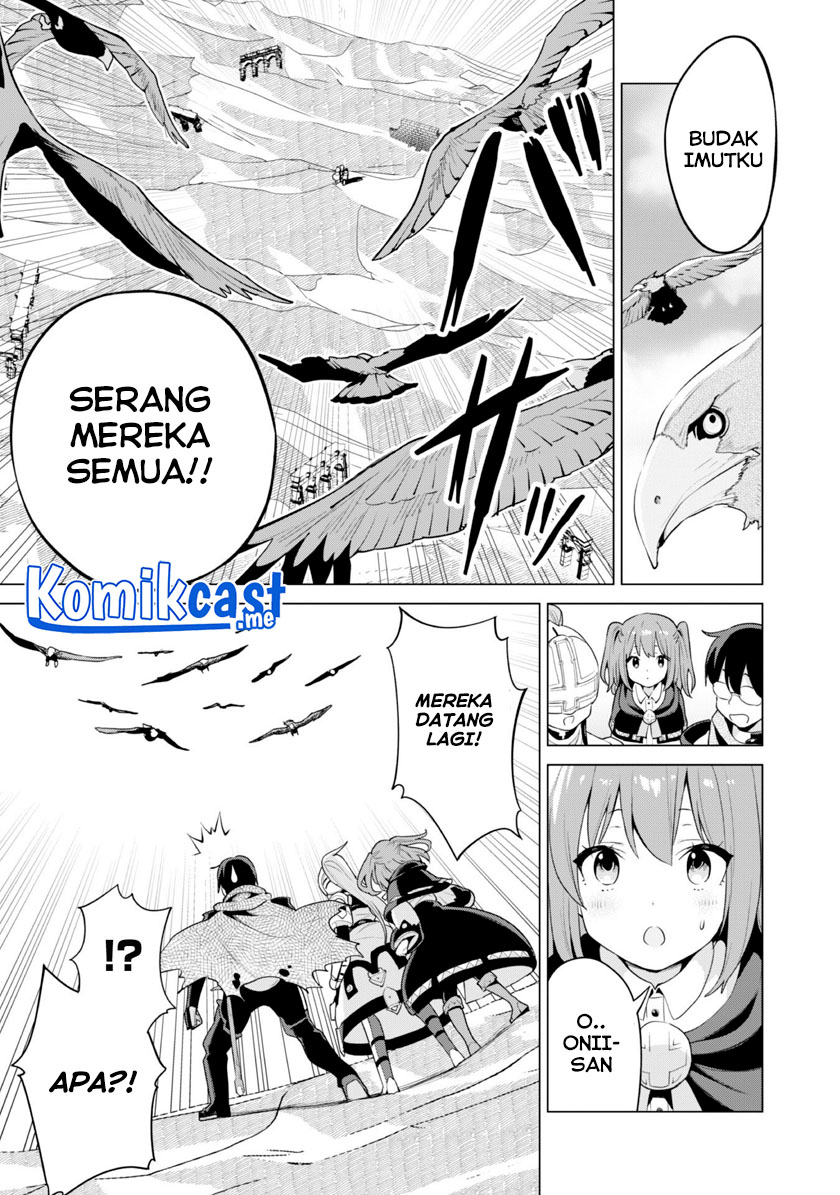 BUDAK
IMUTKU
SERANG
MEREKA
SEMUA!!
Komikcast
.me
MEREKA
DATANG
LAGI!
O..
ONII-
SAN
!?
APA?!